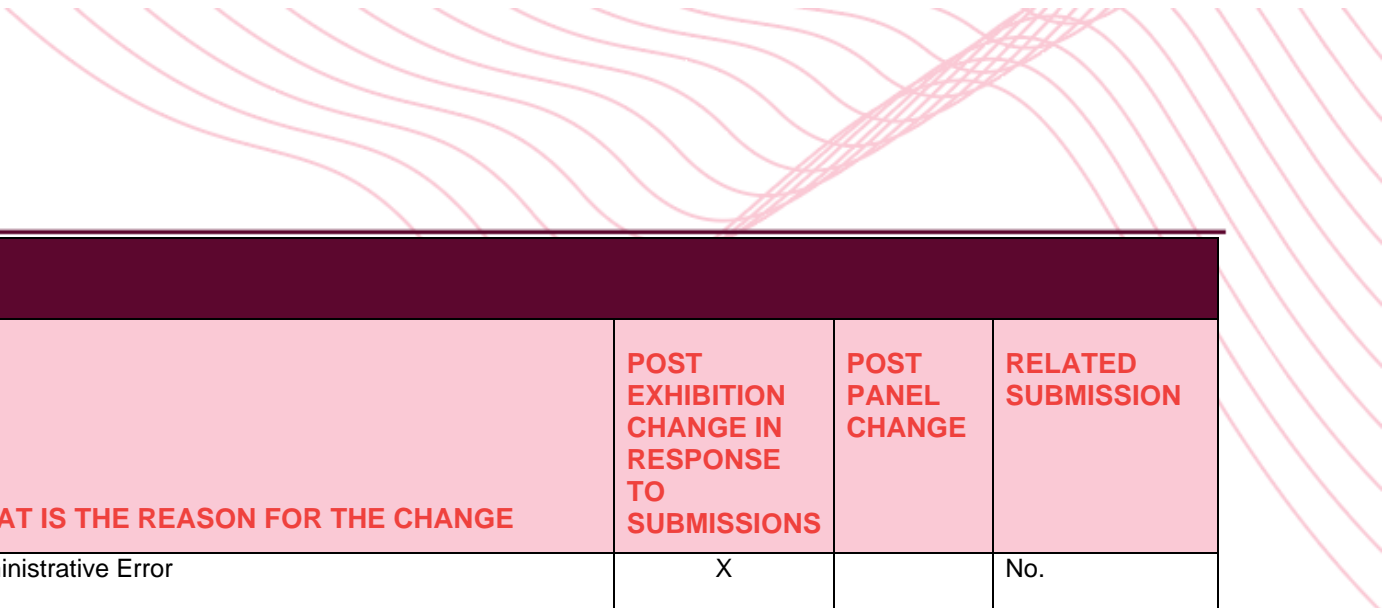 POST
EXHIBITION
CHANGE IN
RESPONSE
TO
SUBMISSIONS
POST
PANEL
CHANGE
RELATED
SUBMISSION
AT IS THE REASON FOR THE CHANGE
inistrative Error X No.